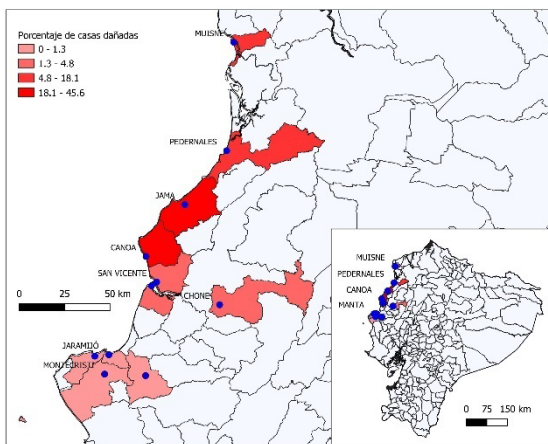 Porcentaje de casas dañadas
0 - 1.3
1.3 - 4.8
4.8 - 18.1
18.1 - 45.6
MUISNE
PEDERNALES
JAMA
CANOA
SAN VICENTE
CHONE
0 25 50 km
JARAMIJÓ
MONTECRISTI
MUISNE
PEDERNALES
CANOA
MANTA
0 75 150 km